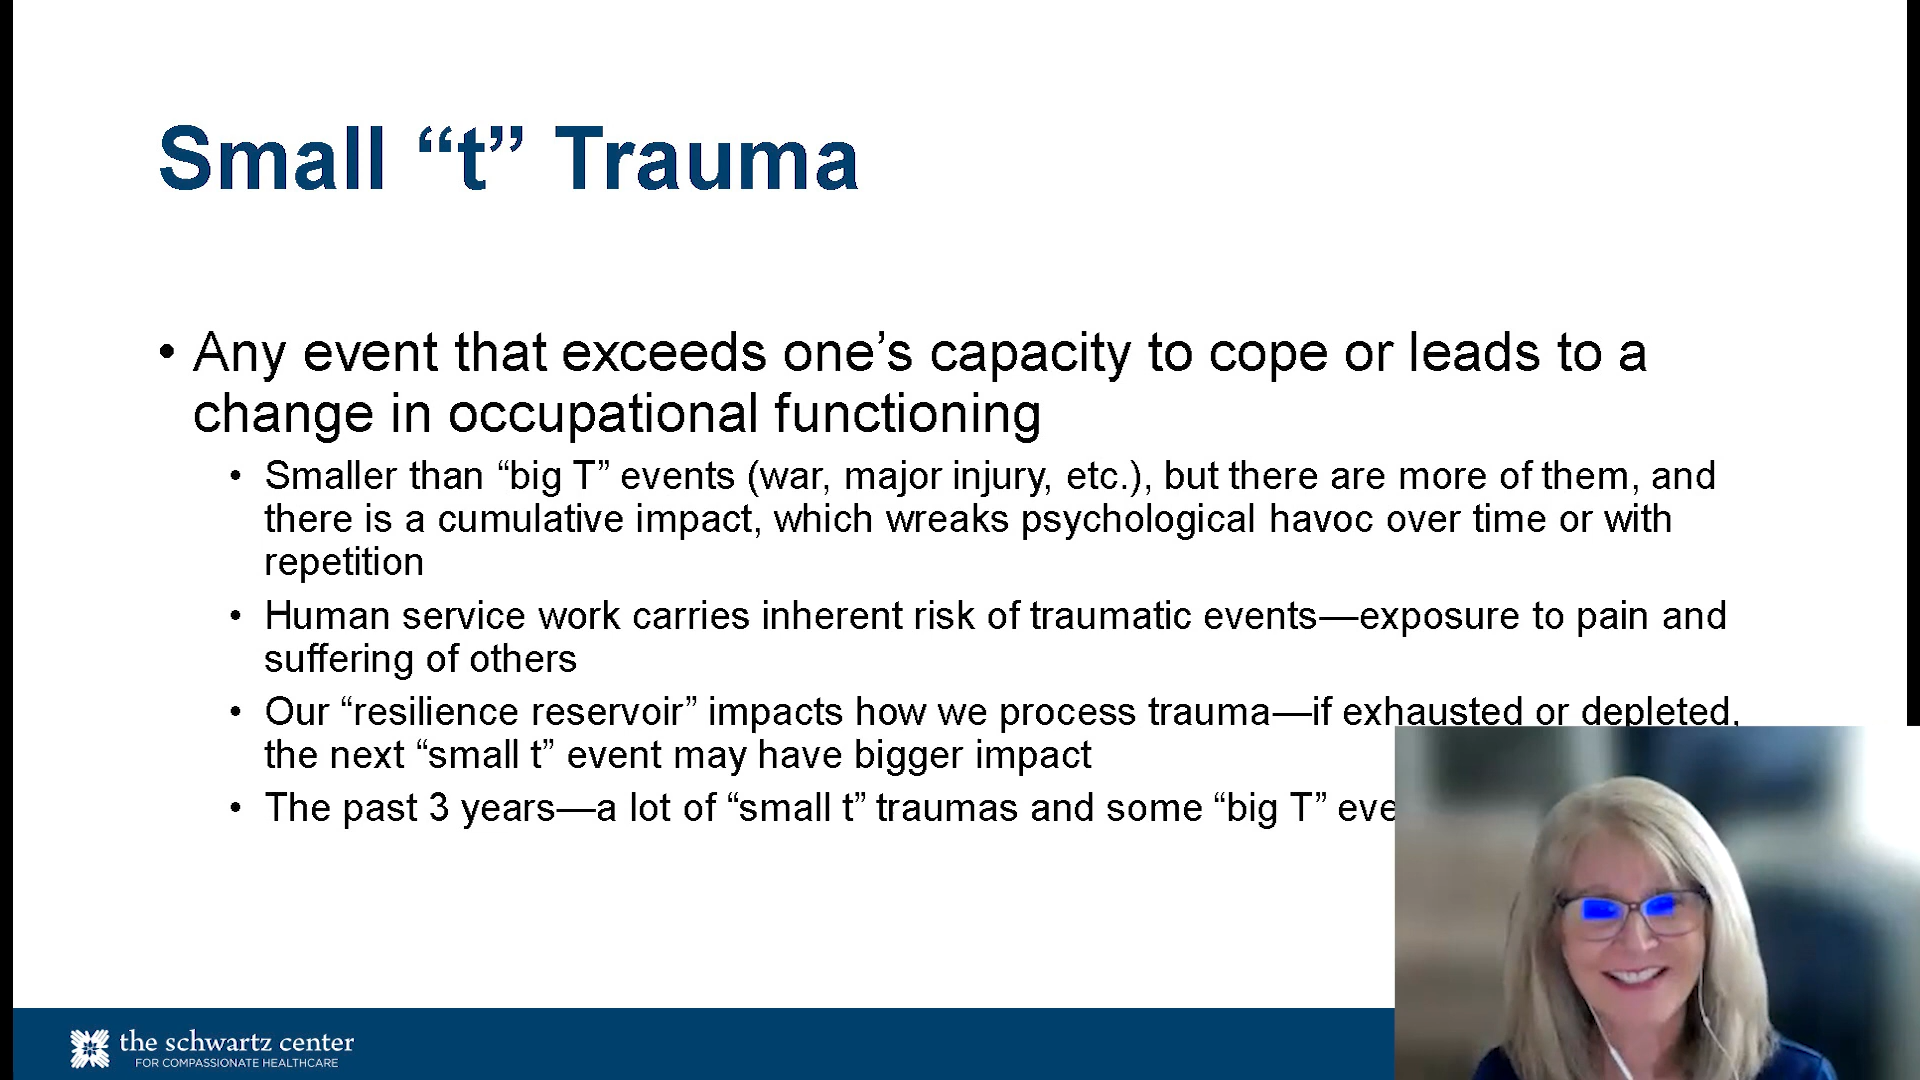 Small “t” Trauma
• Any event that exceeds one’s capacity to cope or leads to a
change in occupational functioning
• Smaller than “big T” events (war, major injury, etc.), but there are more of them, and
there is a cumulative impact, which wreaks psychological havoc over time or with
repetition
• Human service work carries inherent risk of traumatic events—exposure to pain and
suffering of others
• Our “resilience reservoir” impacts how we process trauma—if exhausted or depleted,
the next “small t” event may have bigger impact
• The past 3 years—a lot of “small t” traumas and some “big T”
the schwartz center
FOR COMPASSIONATE HEALTHCARE